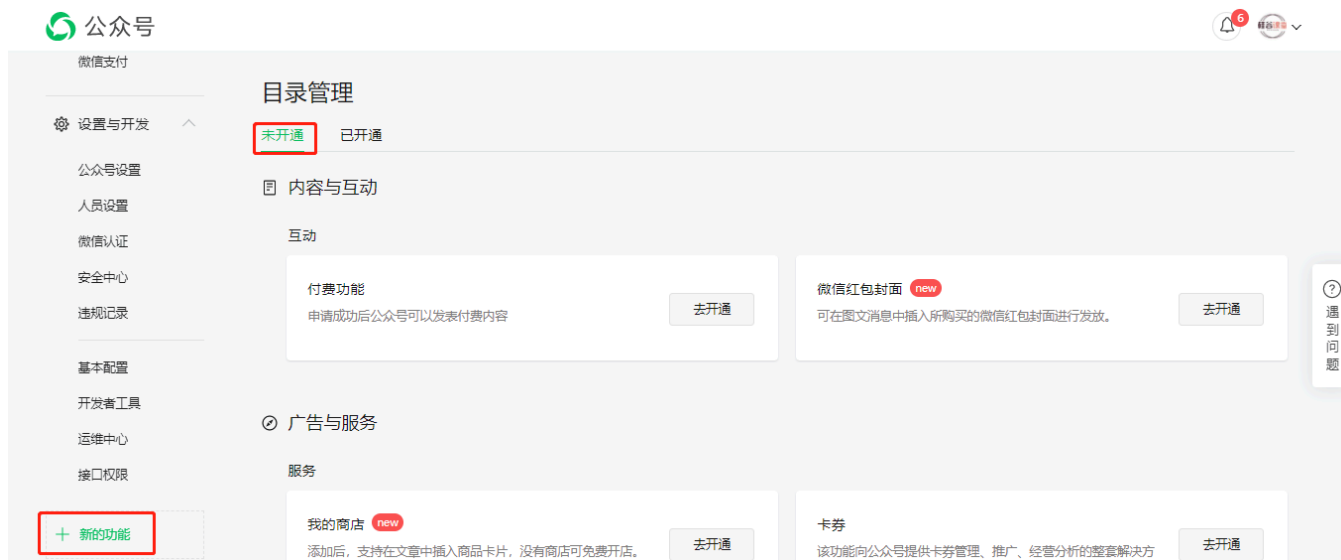 公众号
6
微信支付
设置与开发
公众号设置
人员设置
微信认证
安全中心
违规记录
基本配置
开发者工具
运维中心
接口权限
新的功能
目录管理
未开通 已开通
内容与互动
互动
付费功能
申请成功后公众号可以发表付费内容
去开通
微信红包封面 new
可在图文消息中插入所购买的微信红包封面进行发放。
去开通
广告与服务
服务
我的商店 new
添加后，支持在文章中插入商品卡片，没有商店可免费开店。
去开通
卡券
该功能向公众号提供卡券管理、推广、经营分析的整套解决方
去开通
遇到问题